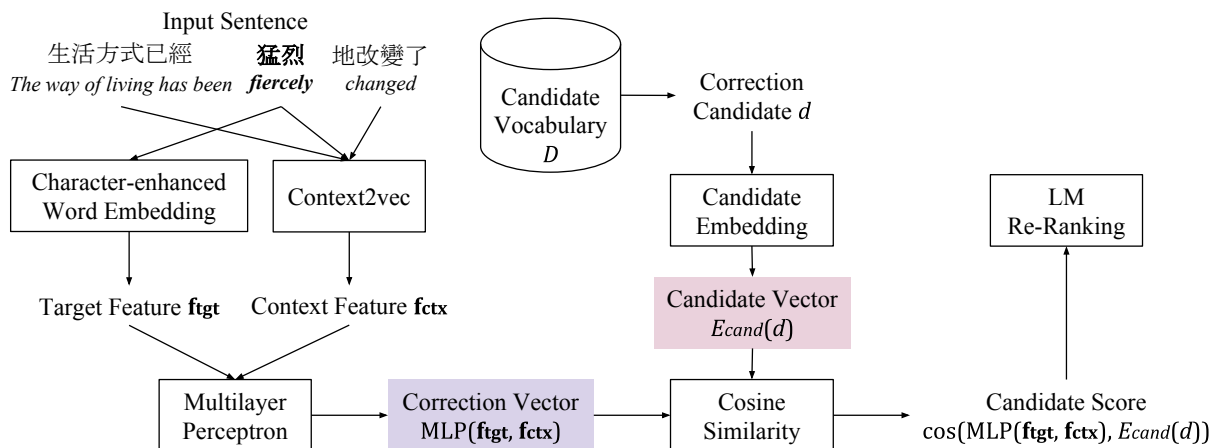 Input Sentence
生活方式已經 猛烈 地改變了
The way of living has been fiercely changed
Character-enhanced
Word Embedding
Context2vec
Target Feature ftgt
Context Feature fctx
Multilayer
Perceptron
Correction Vector
MLP(ftgt, fctx)
Candidate
Vocabulary
D
Correction
Candidate d
Candidate
Embedding
Candidate Vector
Ecand(d)
Cosine
Similarity
Candidate Score
cos(MLP(ftgt, fctx), Ecand(d))
LM
Re-Ranking